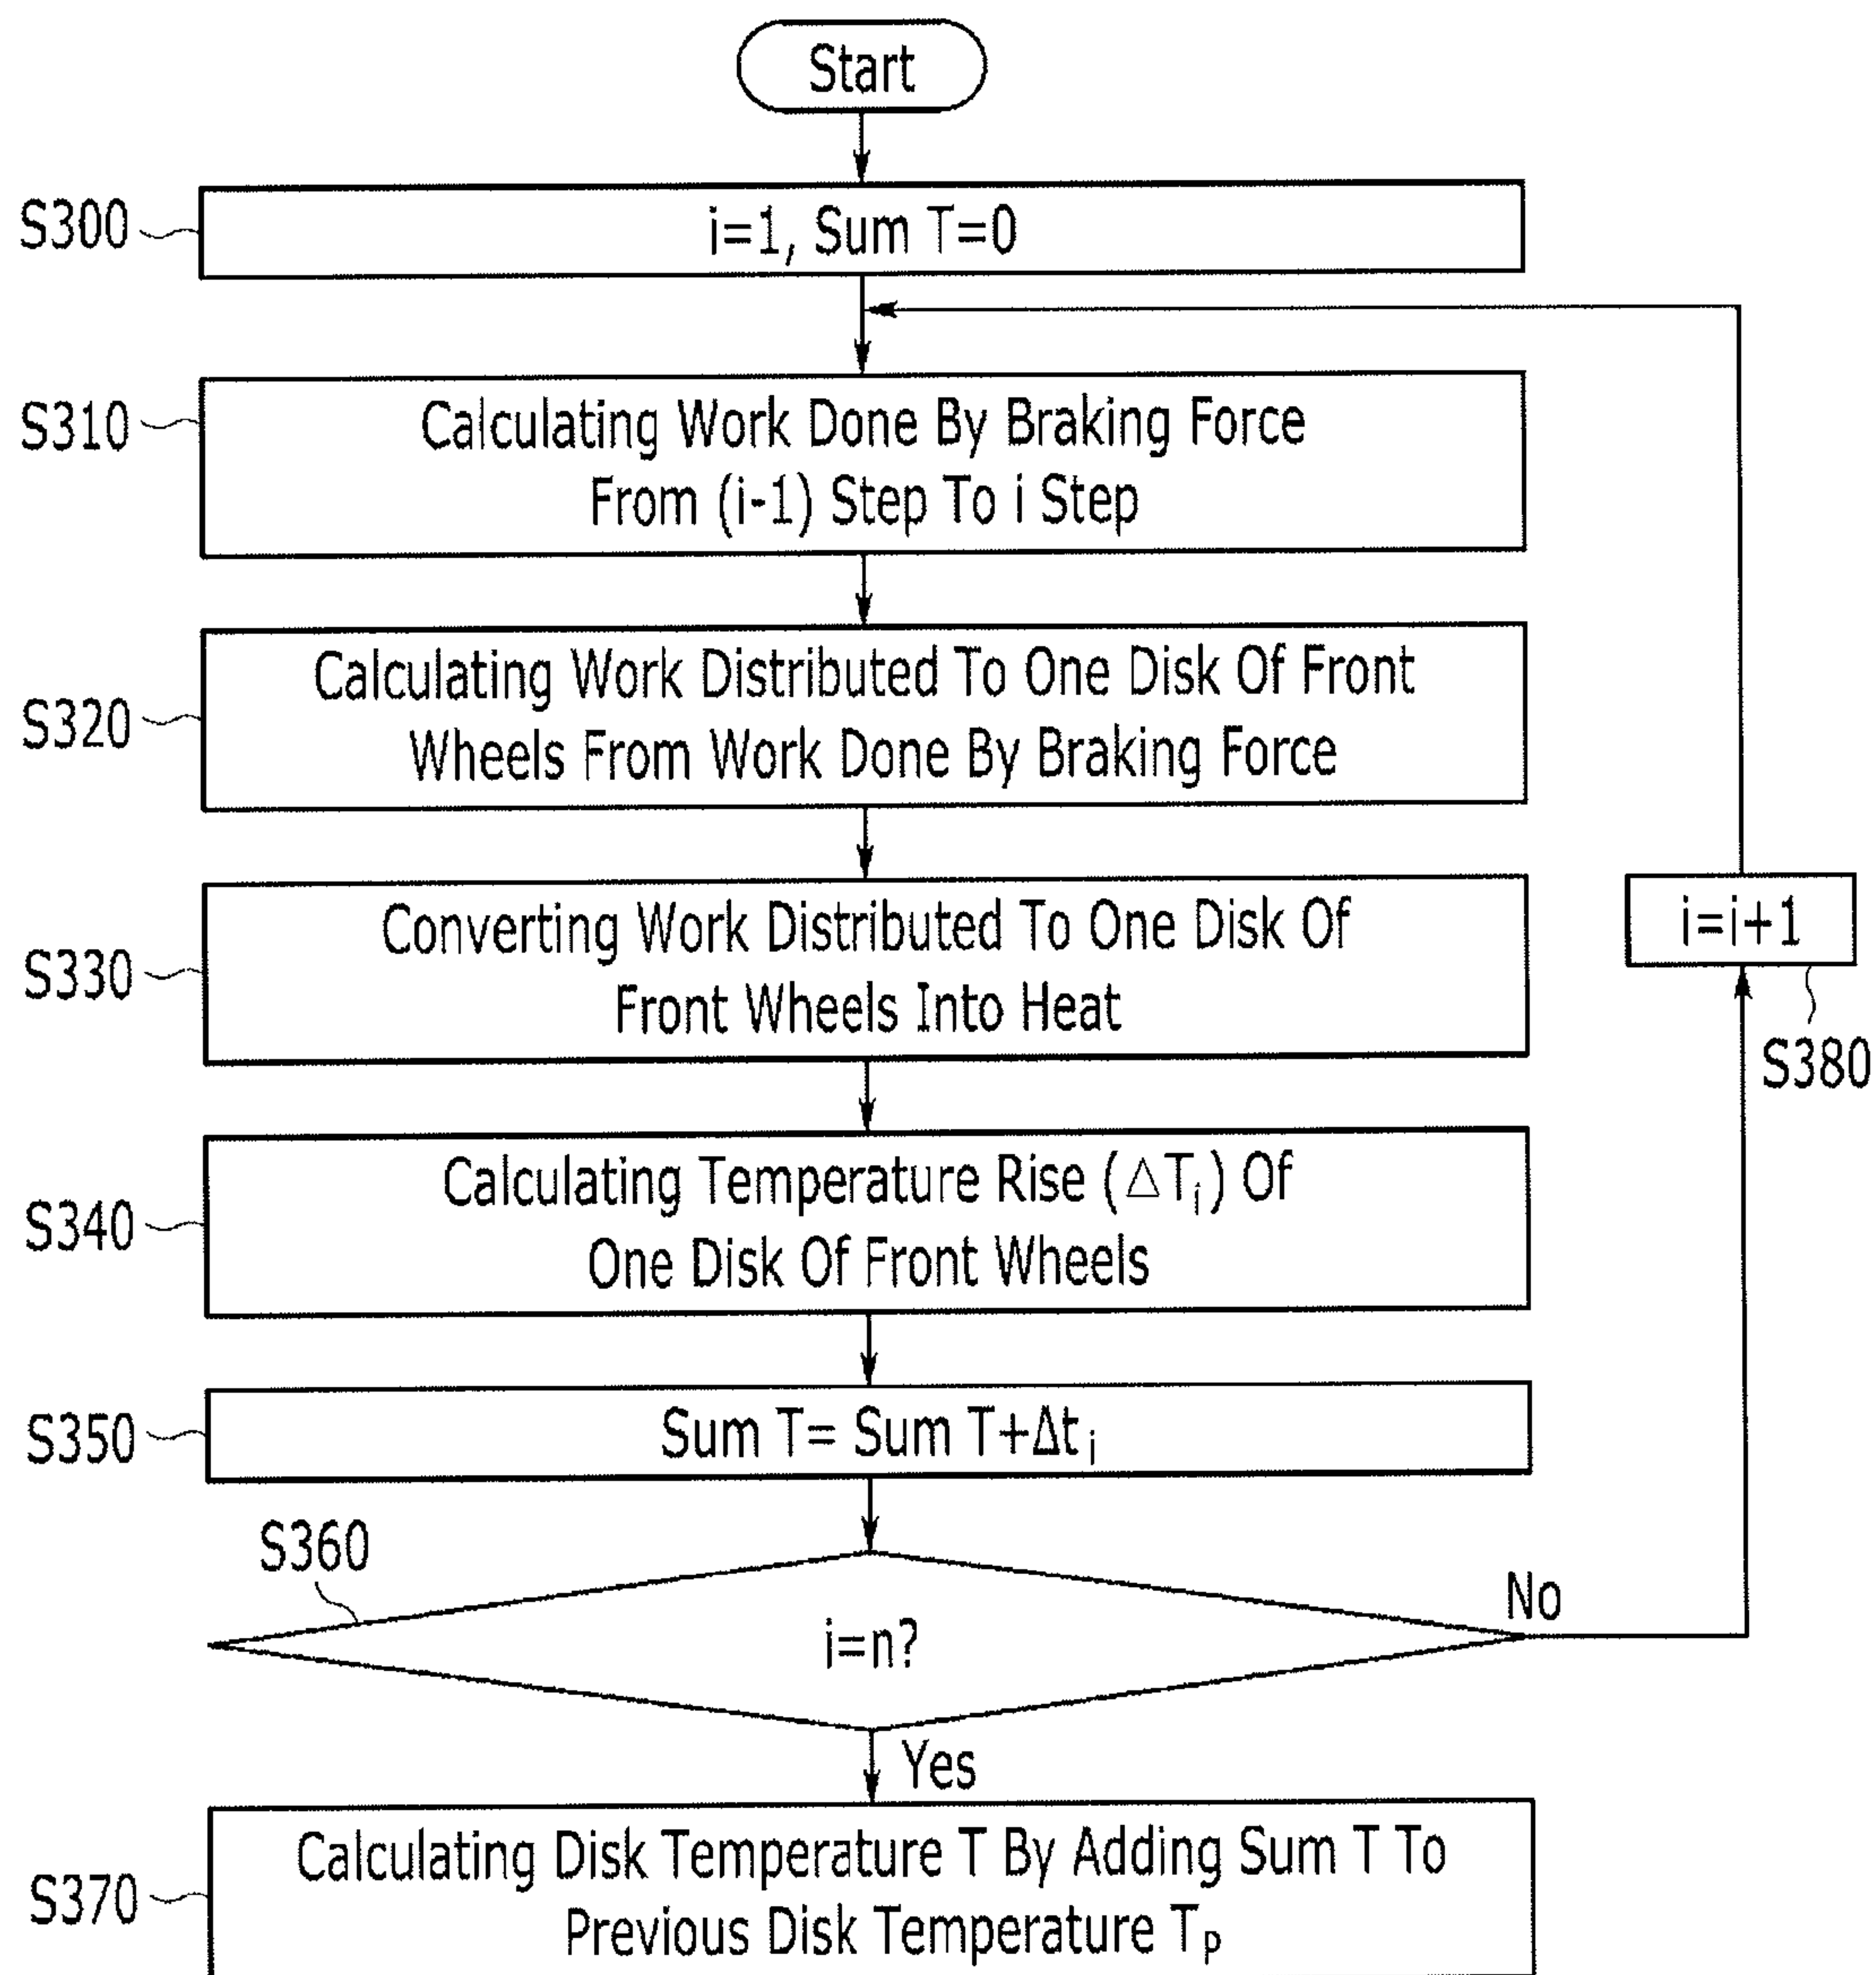 Start
S300
i=1, Sum T=0
S310
Calculating Work Done By Braking Force
From (i-1) Step To i Step
S320
Calculating Work Distributed To One Disk Of Front
Wheels From Work Done By Braking Force
S330
Converting Work Distributed To One Disk Of
Front Wheels Into Heat
i=i+1
S380
S340
Calculating Temperature Rise (△Ti) Of
One Disk Of Front Wheels
S350
Sum T= Sum T+Δti
S360
i=n?
No
Yes
S370
Calculating Disk Temperature T By Adding Sum T To
Previous Disk Temperature Tp